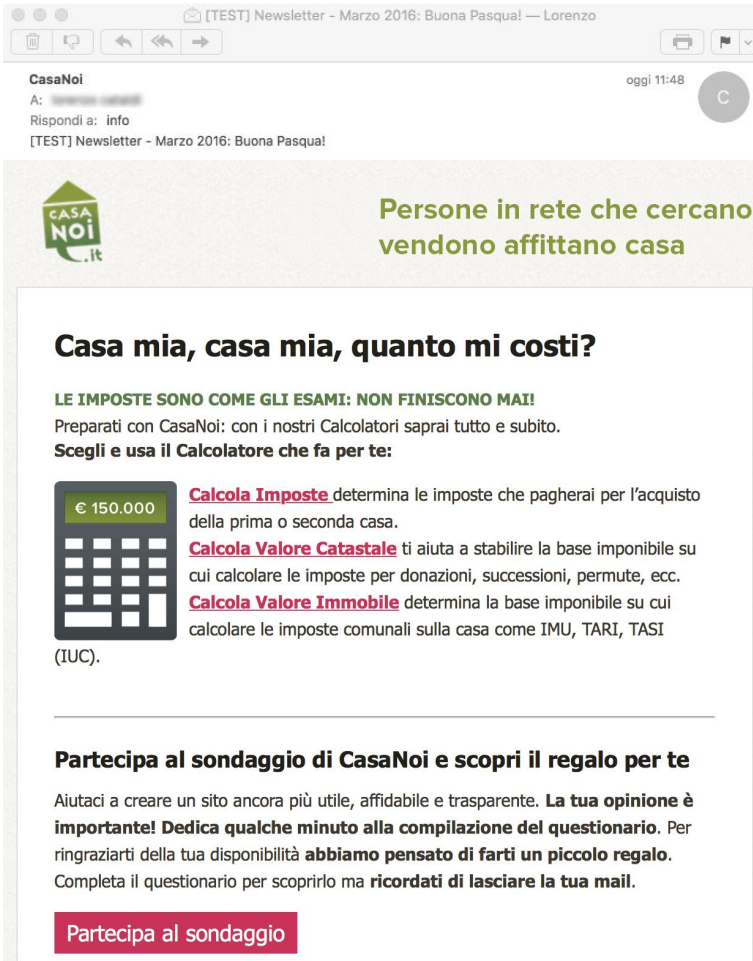 [TEST] Newsletter - Marzo 2016: Buona Pasqua! — Lorenzo
CasaNoi
oggi 11:48
C
A:
Rispondi a: info
[TEST] Newsletter - Marzo 2016: Buona Pasqua!
CASA
NOi
.it
Persone in rete che cercano
vendono affittano casa
Casa mia, casa mia, quanto mi costi?
LE IMPOSTE SONO COME GLI ESAMI: NON FINISCONO MAI!
Preparati con CasaNoi: con i nostri Calcolatori saprai tutto e subito.
Scegli e usa il Calcolatore che fa per te:
€ 150.000
Calcola Imposte determina le imposte che pagherai per l'acquisto
della prima o seconda casa.
Calcola Valore Catastale ti aiuta a stabilire la base imponibile su
cui calcolare le imposte per donazioni, successioni, permute, ecc.
Calcola Valore Immobile determina la base imponibile su cui
calcolare le imposte comunali sulla casa come IMU, TARI, TASI
(IUC).
Partecipa al sondaggio di CasaNoi e scopri il regalo per te
Aiutaci a creare un sito ancora più utile, affidabile e trasparente. La tua opinione è
importante! Dedica qualche minuto alla compilazione del questionario. Per
ringraziarti della tua disponibilità abbiamo pensato di farti un piccolo regalo.
Completa il questionario per scoprirlo ma ricordati di lasciare la tua mail.
Partecipa al sondaggio